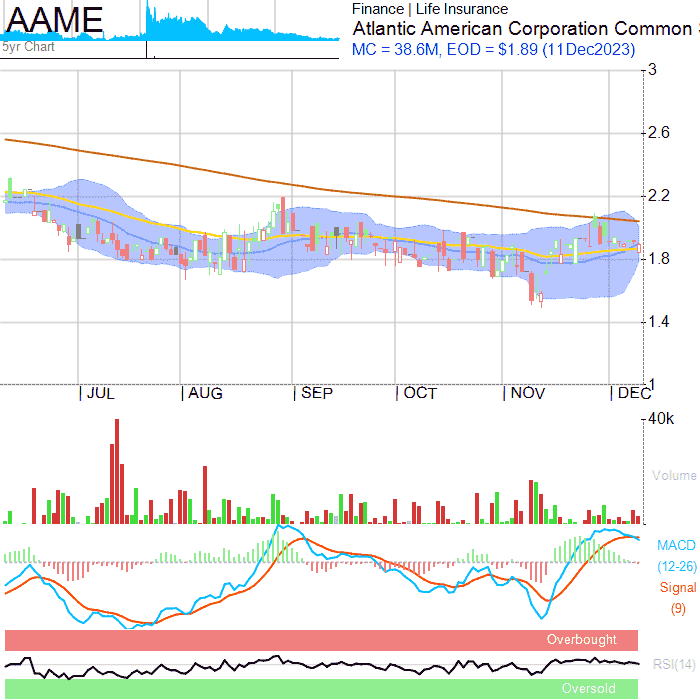 AAME
5yr Chart
Finance | Life Insurance
Atlantic American Corporation Common
MC = 38.6M, EOD = $1.89 (11Dec2023)
3
2.6
2.2
1.8
1.4
1
JUL
AUG
SEP
OCT
NOV
DEC
40k
Volume
MACD
(12-26)
Signal
(9)
Overbought
RSI(14)
Oversold